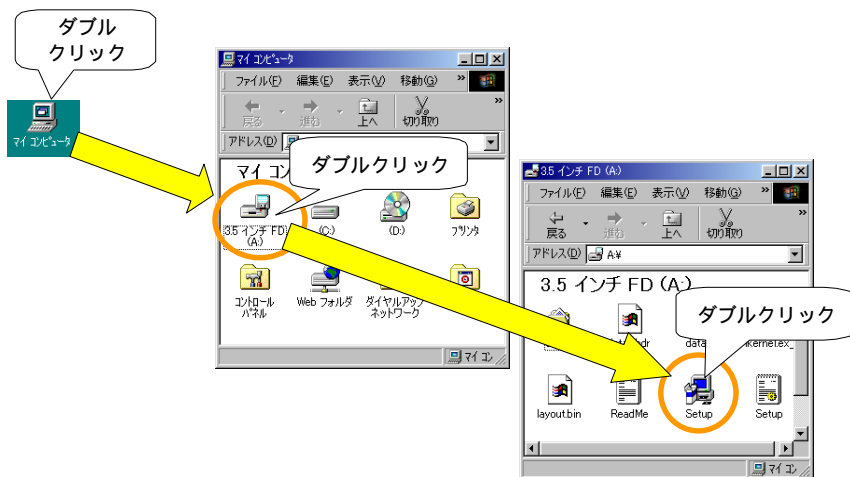 ダブル
クリック
マイ コンピュータ
マイ コンピュータ
ファイル(F) 編集(E) 表示(V) 移動(G) »
戻る 進む 上へ 切り取り »
アドレス(D)
マイ コン
ダブルクリック
3.5 インチ FD (A:)
(C:)
(D:)
プリンタ
コントロール パネル
Web フォルダ
ダイヤルアップ ネットワーク
マイ コン
3.5 インチ FD (A:)
ファイル(F) 編集(E) 表示(V) 移動(G) »
戻る 進む 上へ 切り取り »
アドレス(D) A:¥
3.5 インチ FD (A:)
ダブルクリック
layout.bin
ReadMe
Setup
Setup
マイ コン